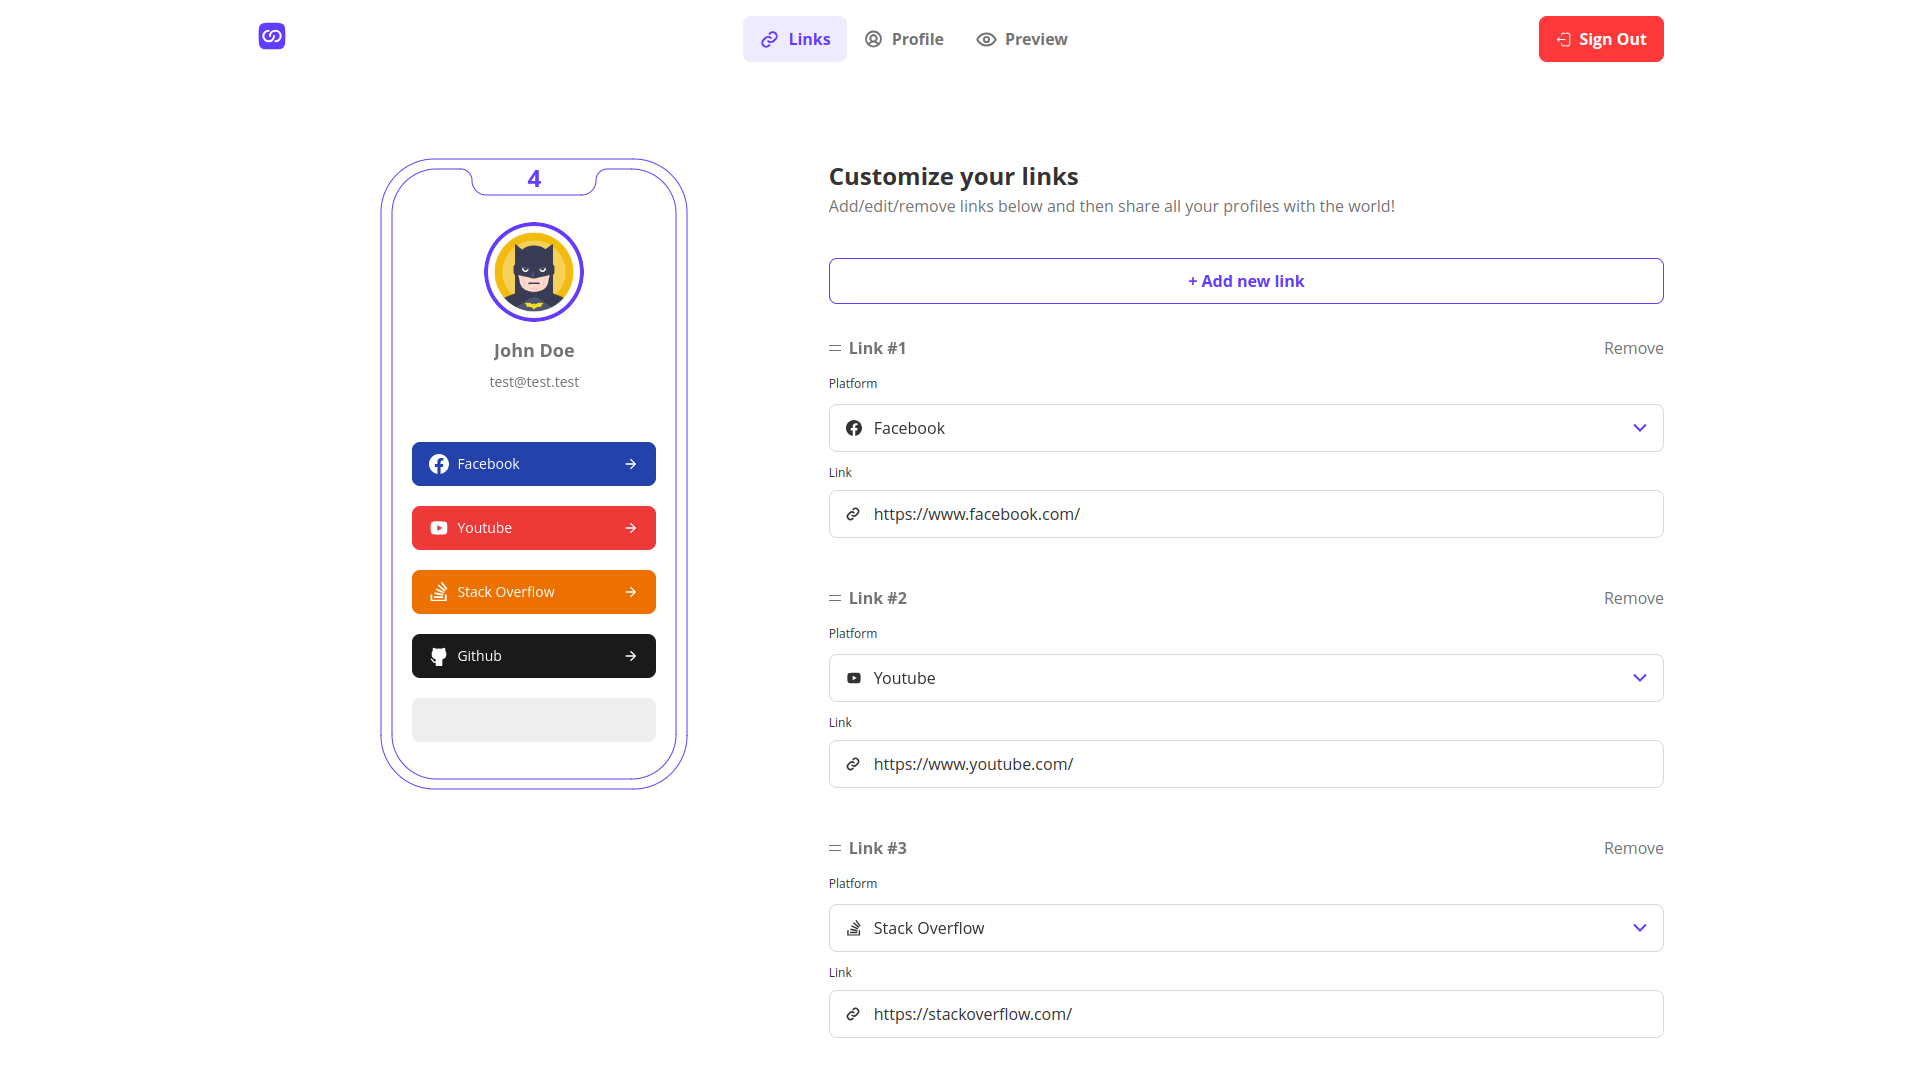 Links
Profile
Preview
Sign Out
4
John Doe
test@test.test
Facebook
Youtube
Stack Overflow
Github
Customize your links
Add/edit/remove links below and then share all your profiles with the world!
+ Add new link
Link #1
Remove
Platform
Facebook
Link
https://www.facebook.com/
Link #2
Remove
Platform
Youtube
Link
https://www.youtube.com/
Link #3
Remove
Platform
Stack Overflow
Link
https://stackoverflow.com/